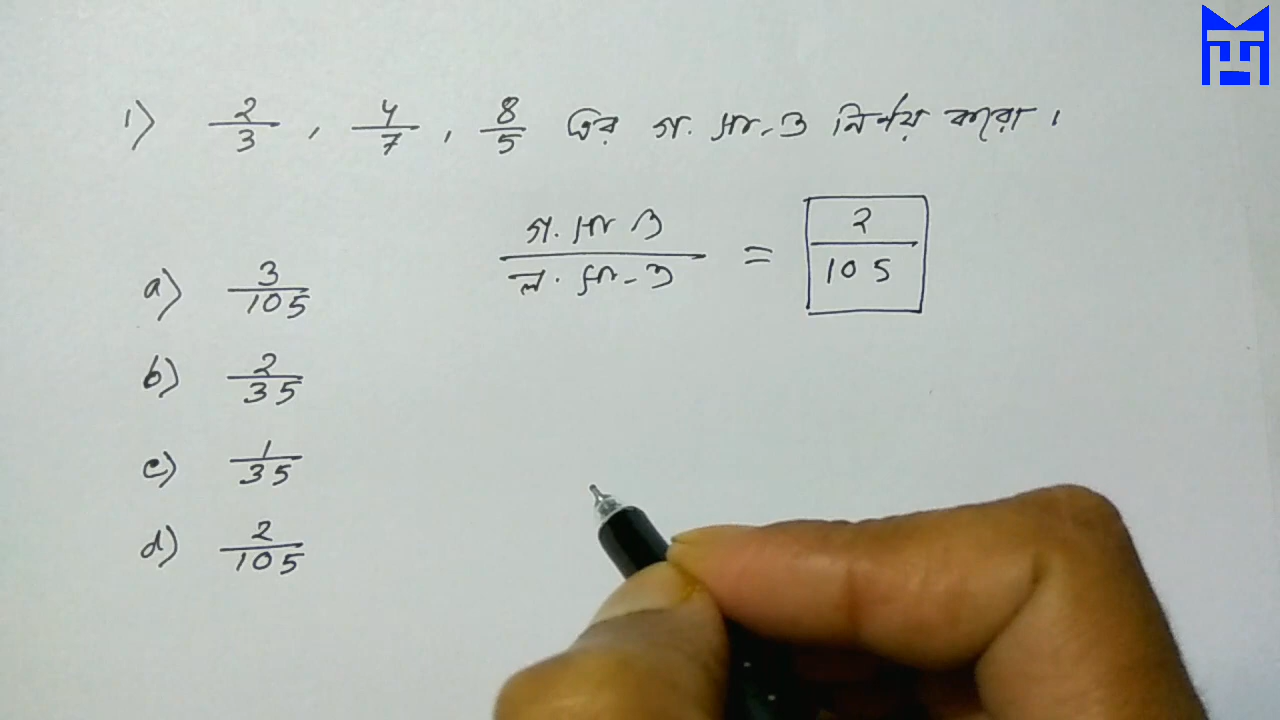 ১) 2/3 , 4/7 , 8/5 এর গ. সা. গু নির্ণয় করো ।
গ. সা গু / ল. সা. গু = 2/105
a) 3/105
b) 2/35
c) 1/35
d) 2/105